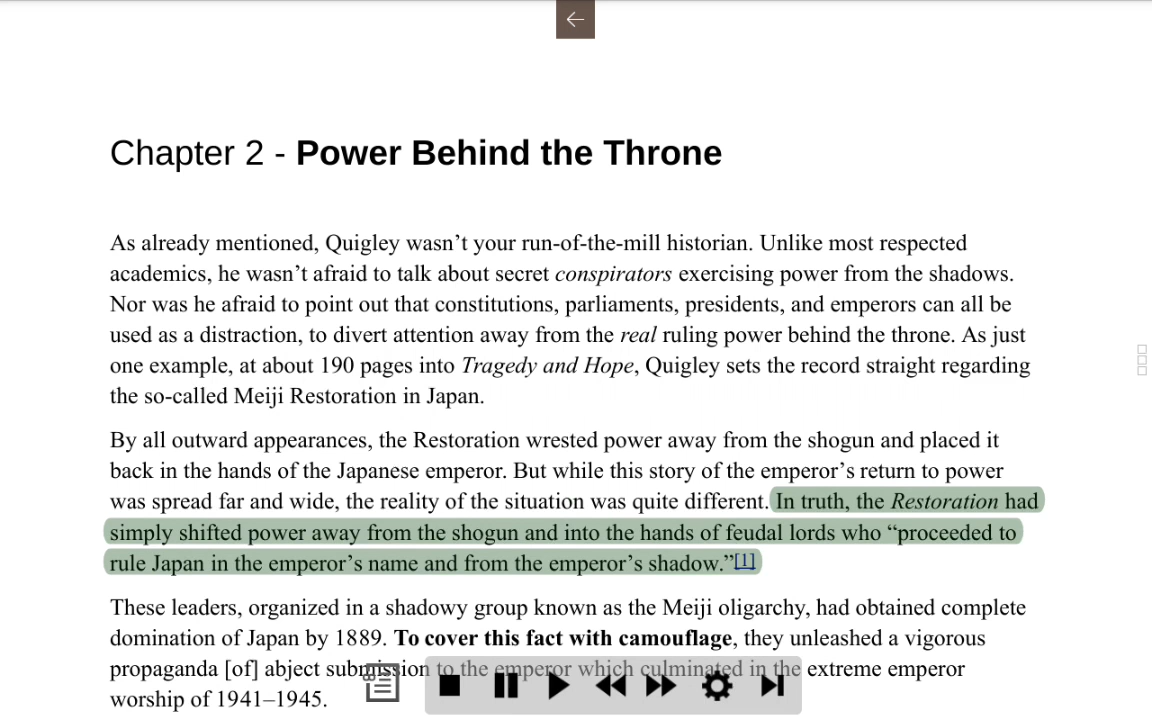 Chapter 2 - Power Behind the Throne
As already mentioned, Quigley wasn’t your run-of-the-mill historian. Unlike most respected
academics, he wasn’t afraid to talk about secret conspirators exercising power from the shadows.
Nor was he afraid to point out that constitutions, parliaments, presidents, and emperors can all be
used as a distraction, to divert attention away from the real ruling power behind the throne. As just
one example, at about 190 pages into Tragedy and Hope, Quigley sets the record straight regarding
the so-called Meiji Restoration in Japan.
By all outward appearances, the Restoration wrested power away from the shogun and placed it
back in the hands of the Japanese emperor. But while this story of the emperor’s return to power
was spread far and wide, the reality of the situation was quite different. In truth, the Restoration had
simply shifted power away from the shogun and into the hands of feudal lords who “proceeded to
rule Japan in the emperor’s name and from the emperor’s shadow.”[1]
These leaders, organized in a shadowy group known as the Meiji oligarchy, had obtained complete
domination of Japan by 1889. To cover this fact with camouflage, they unleashed a vigorous
propaganda [of] abject submission to the emperor which culminated in the extreme emperor
worship of 1941–1945.